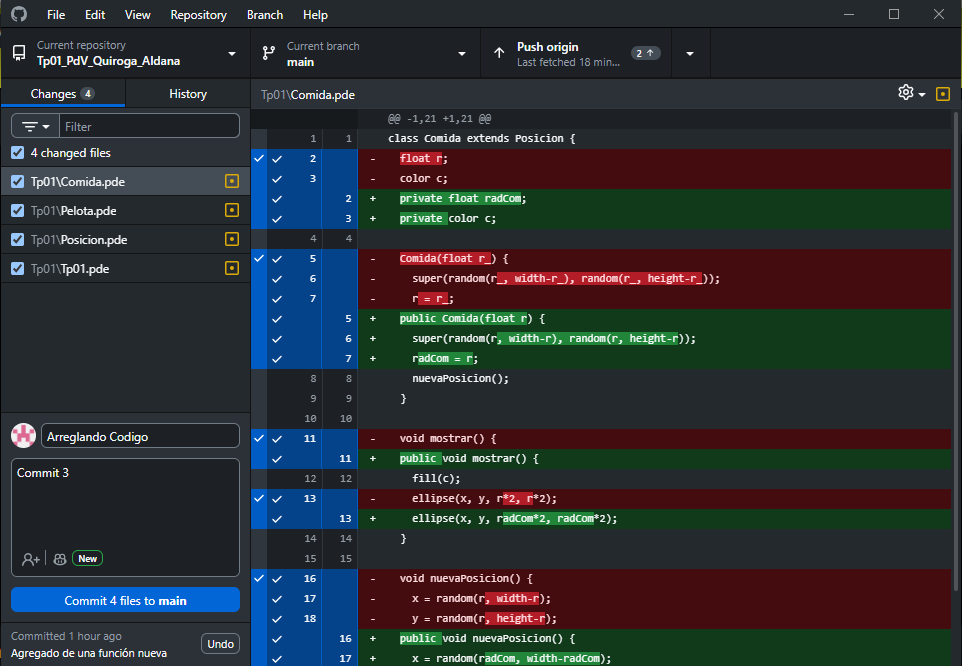 File Edit View Repository Branch Help
Current repository
Tp01_PdV_Quiroga_Aldana
Current branch
main
Push origin
Last fetched 18 min...
2
Changes 4
History
Filter
4 changed files
Tp01\Comida.pde
Tp01\Pelota.pde
Tp01\Posicion.pde
Tp01\Tp01.pde
Arreglando Codigo
Commit 3
New
Commit 4 files to main
Committed 1 hour ago
Agregado de una función nueva
Undo
Tp01\Comida.pde
@@ -1,21 +1,21 @@
1 1 class Comida extends Posicion {
2 - float r;
3 - color c;
2 + private float radCom;
3 + private color c;
4 4
5 - Comida(float r_) {
6 - super(random(r_, width-r_), random(r_, height-r_));
7 - r = r_;
5 + public Comida(float r) {
6 + super(random(r, width-r), random(r, height-r));
7 + radCom = r;
8 8 nuevaPosicion();
9 9 }
10 10
11 - void mostrar() {
11 + public void mostrar() {
12 12 fill(c);
13 - ellipse(x, y, r*2, r*2);
13 + ellipse(x, y, radCom*2, radCom*2);
14 14 }
15 15
16 - void nuevaPosicion() {
17 - x = random(r, width-r);
18 - y = random(r, height-r);
16 + public void nuevaPosicion() {
17 + x = random(radCom, width-radCom);